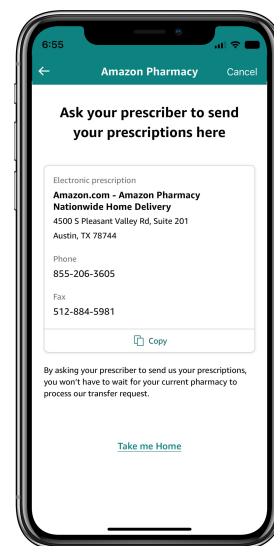 6:55
Amazon Pharmacy Cancel
Ask your prescriber to send
your prescriptions here
Electronic prescription
Amazon.com - Amazon Pharmacy
Nationwide Home Delivery
4500 S Pleasant Valley Rd, Suite 201
Austin, TX 78744
Phone
855-206-3605
Fax
512-884-5981
Copy
By asking your prescriber to send us your prescriptions,
you won't have to wait for your current pharmacy to
process our transfer request.
Take me Home